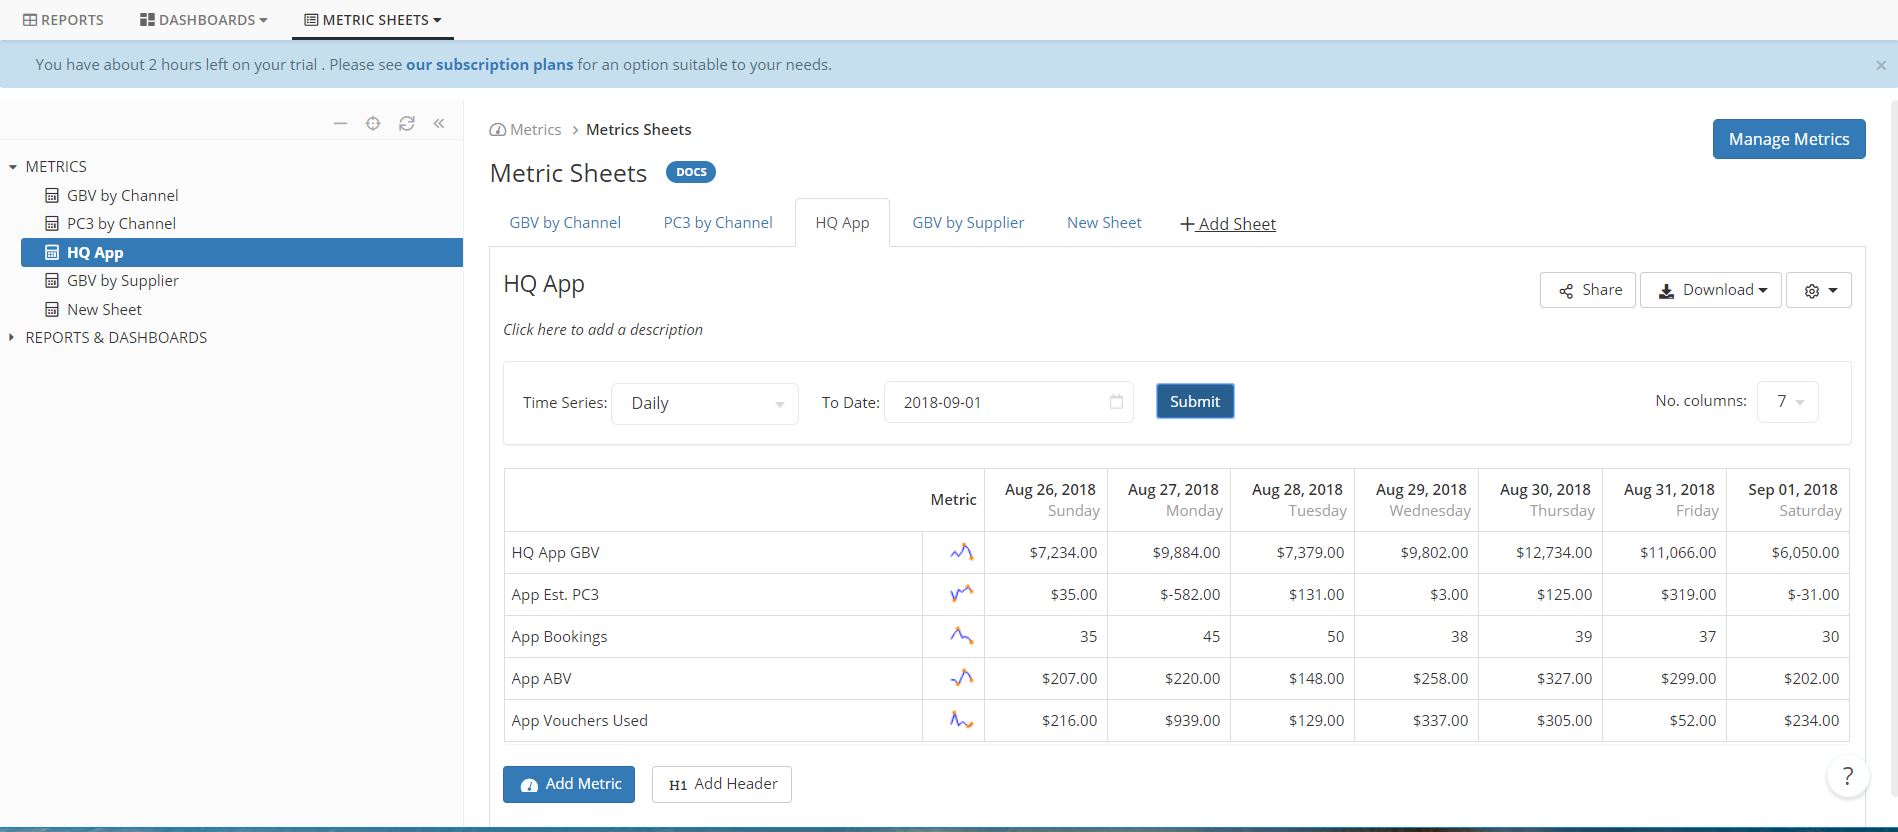 REPORTS DASHBOARDS METRIC SHEETS
You have about 2 hours left on your trial . Please see our subscription plans for an option suitable to your needs. ×
METRICS
GBV by Channel
PC3 by Channel
HQ App
GBV by Supplier
New Sheet
REPORTS & DASHBOARDS
Metrics > Metrics Sheets
Manage Metrics
Metric Sheets DOCS
GBV by Channel PC3 by Channel HQ App GBV by Supplier New Sheet + Add Sheet
HQ App
Share Download
Click here to add a description
Time Series: Daily To Date: 2018-09-01 Submit No. columns: 7
Metric Aug 26, 2018 Aug 27, 2018 Aug 28, 2018 Aug 29, 2018 Aug 30, 2018 Aug 31, 2018 Sep 01, 2018
Sunday Monday Tuesday Wednesday Thursday Friday Saturday
HQ App GBV $7,234.00 $9,884.00 $7,379.00 $9,802.00 $12,734.00 $11,066.00 $6,050.00
App Est. PC3 $35.00 $-582.00 $131.00 $3.00 $125.00 $319.00 $-31.00
App Bookings 35 45 50 38 39 37 30
App ABV $207.00 $220.00 $148.00 $258.00 $327.00 $299.00 $202.00
App Vouchers Used $216.00 $939.00 $129.00 $337.00 $305.00 $52.00 $234.00
Add Metric H1 Add Header
?